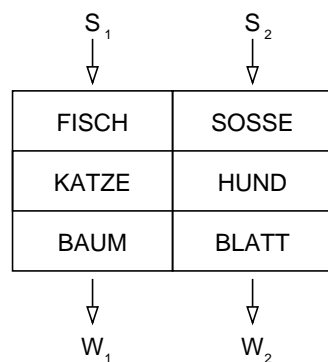 S₁ S₂
FISCH SOSSE
KATZE HUND
BAUM BLATT
W₁ W₂